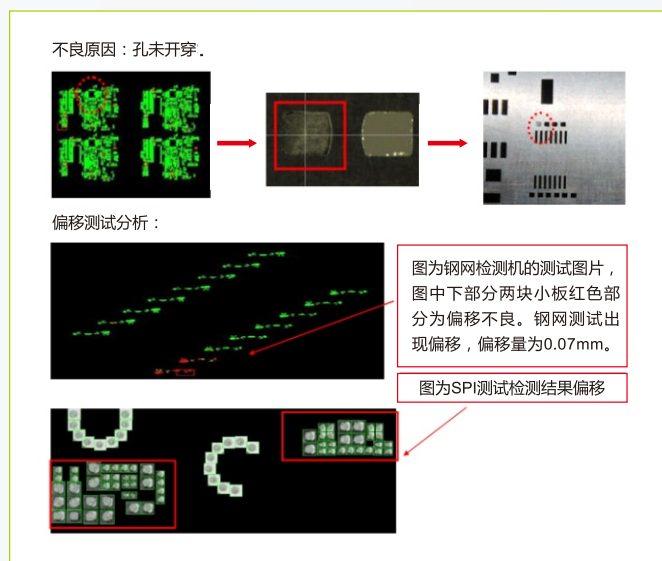 不良原因：孔未开穿.
偏移测试分析：
图为钢网检测机的测试图片，
图中下部分两块小板红色部
分为偏移不良。钢网测试出
现偏移，偏移量为0.07mm。
图为SPI测试检测结果偏移